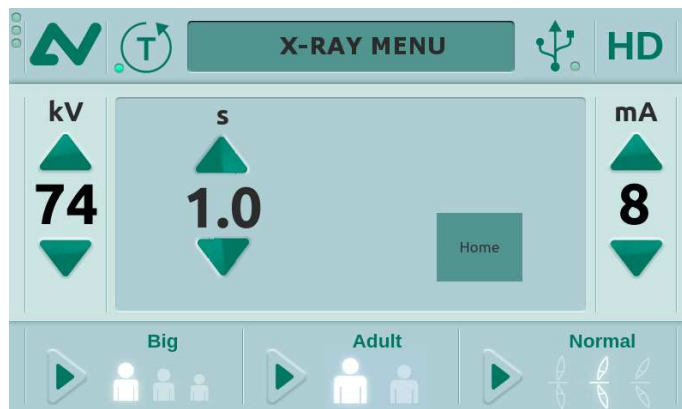 T X-RAY MENU HD
kV
s
mA
74
1.0
8
Home
Big
Adult
Normal